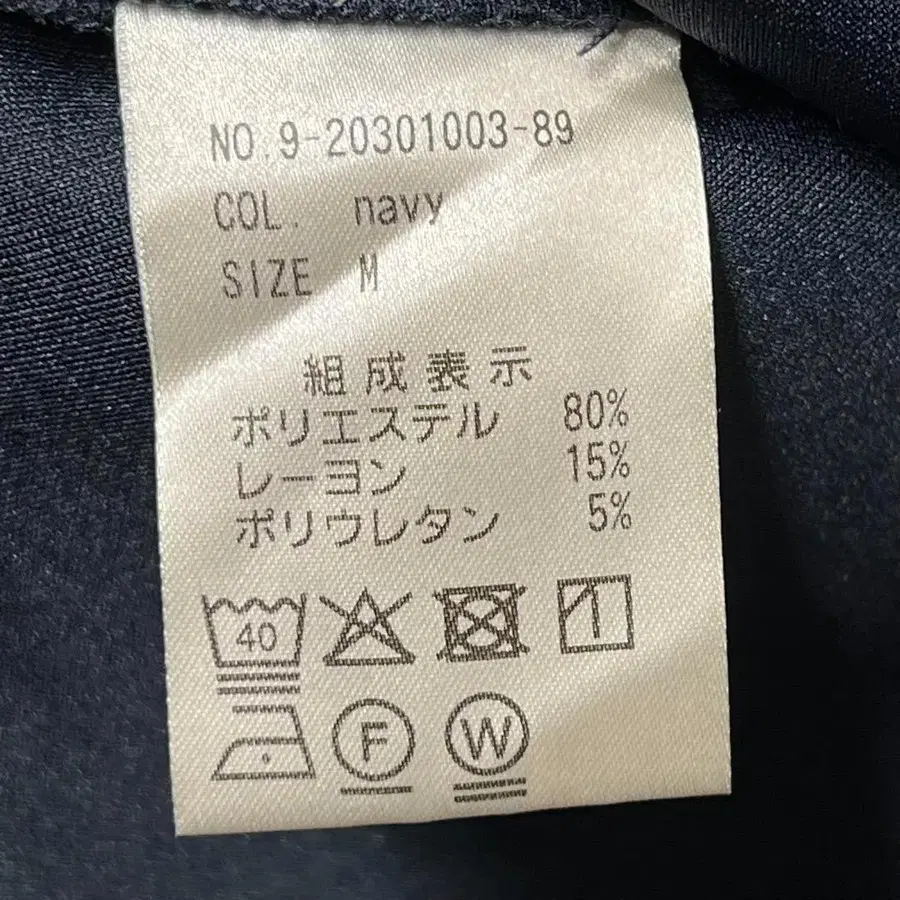 NO.9-20301003-89
COL. navy
SIZE M
組成表示
ポリエステル 80%
レーヨン 15%
ポリウレタン 5%
40
F W